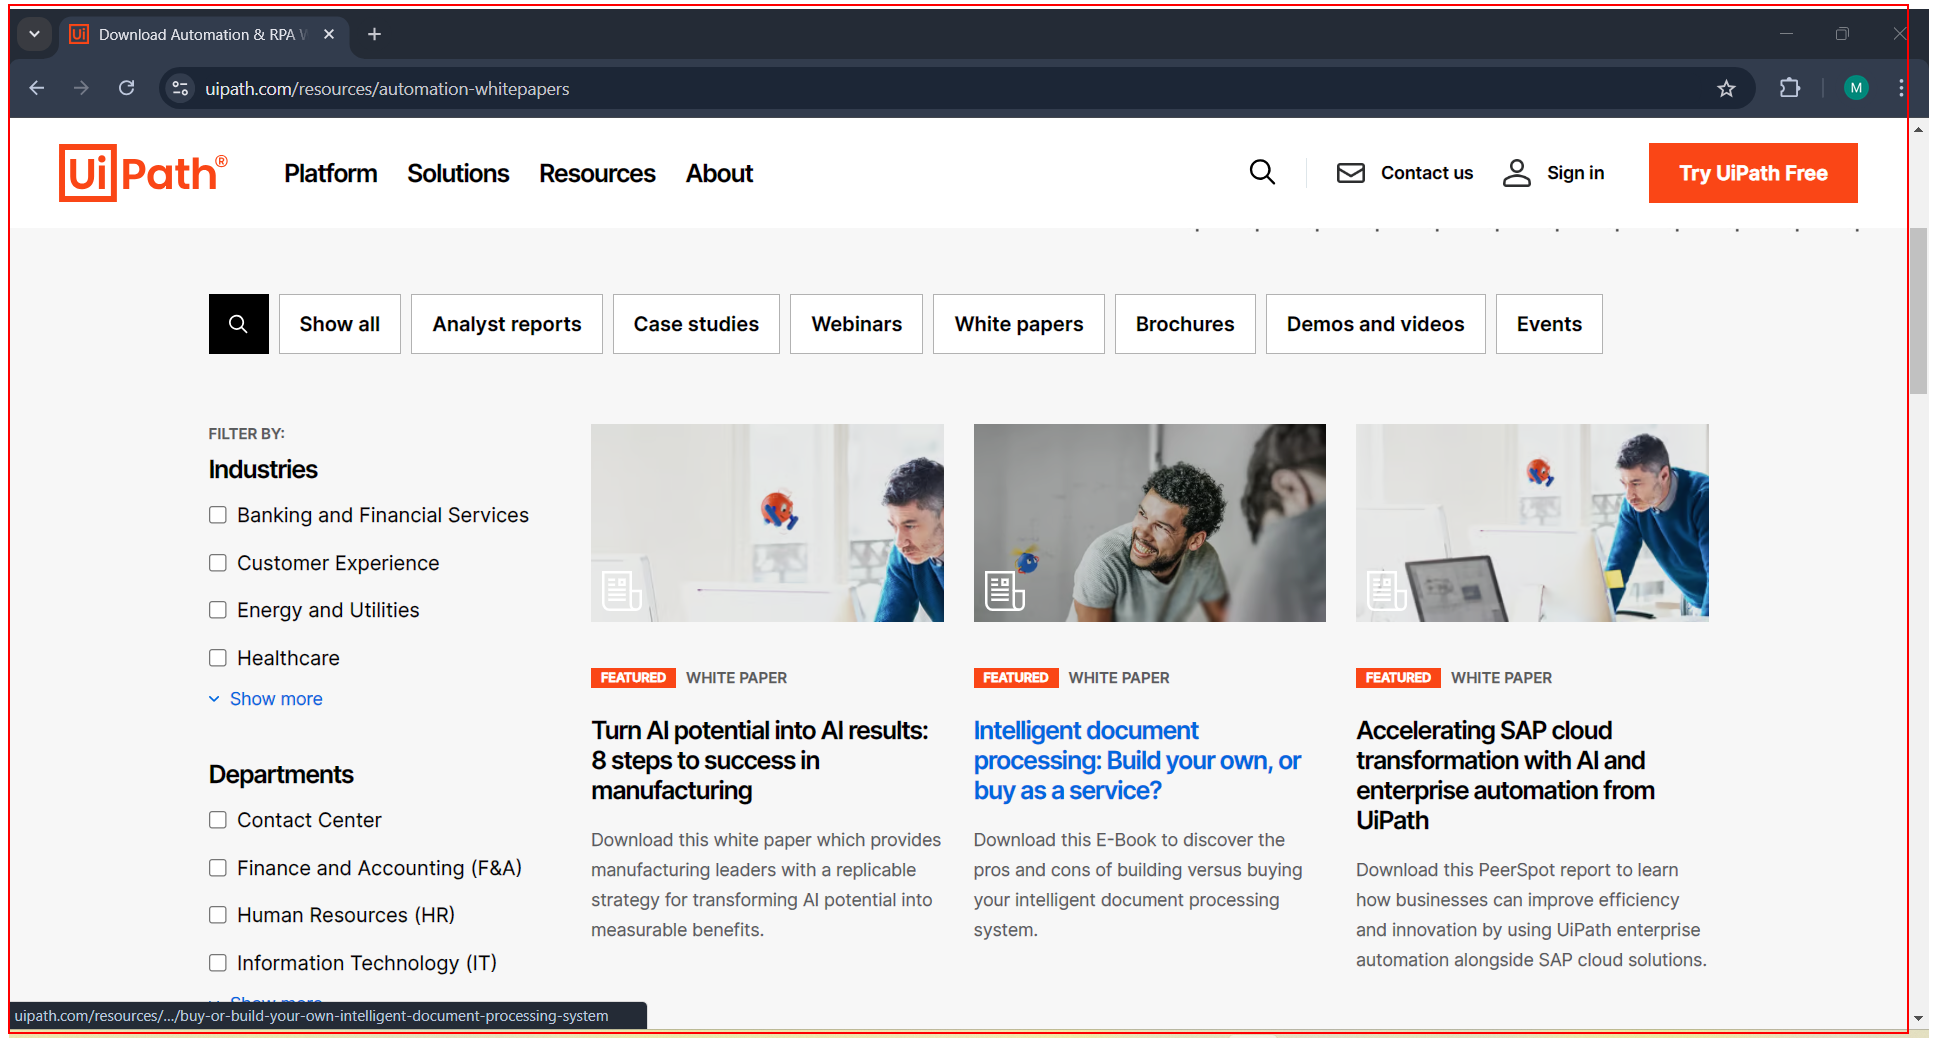 Download Automation & RPA
uipath.com/resources/automation-whitepapers
M
UiPath®
Platform
Solutions
Resources
About
Contact us
Sign in
Try UiPath Free
Show all
Analyst reports
Case studies
Webinars
White papers
Brochures
Demos and videos
Events
FILTER BY:
Industries
Banking and Financial Services
Customer Experience
Energy and Utilities
Healthcare
Show more
Departments
Contact Center
Finance and Accounting (F&A)
Human Resources (HR)
Information Technology (IT)
Show more
FEATURED WHITE PAPER
Turn AI potential into AI results:
8 steps to success in
manufacturing
Download this white paper which provides
manufacturing leaders with a replicable
strategy for transforming AI potential into
measurable benefits.
FEATURED WHITE PAPER
Intelligent document
processing: Build your own, or
buy as a service?
Download this E-Book to discover the
pros and cons of building versus buying
your intelligent document processing
system.
FEATURED WHITE PAPER
Accelerating SAP cloud
transformation with AI and
enterprise automation from
UiPath
Download this PeerSpot report to learn
how businesses can improve efficiency
and innovation by using UiPath enterprise
automation alongside SAP cloud solutions.
uipath.com/resources/.../buy-or-build-your-own-intelligent-document-processing-system